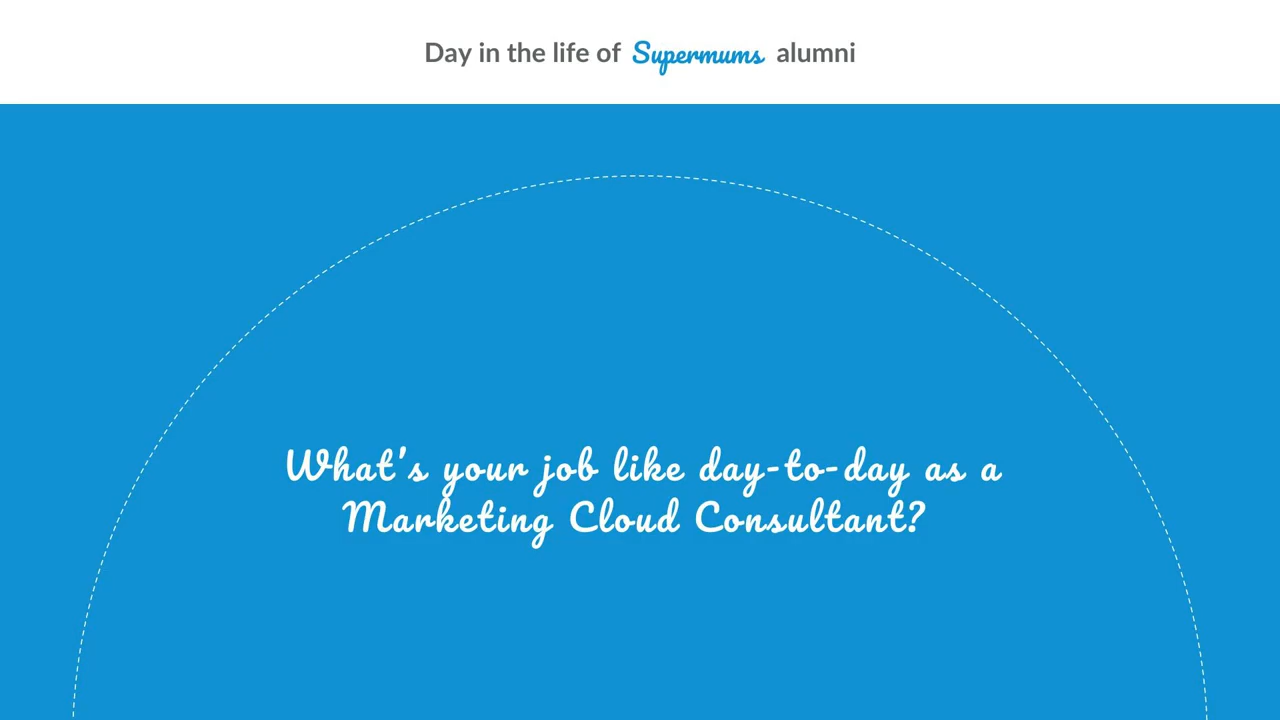 Day in the life of Supermums alumni
What's your job like day-to-day as a
Marketing Cloud Consultant?